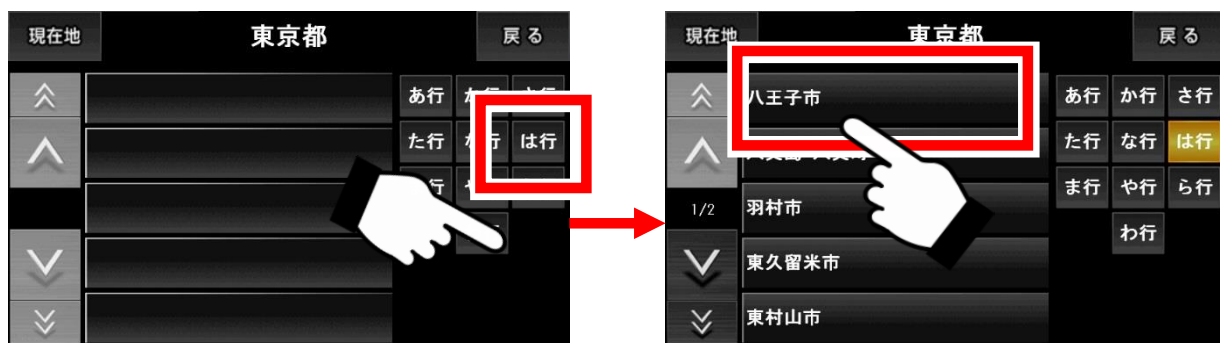 現在地 東京都 戻る
あ行
た行 は行
現在地 東京都 戻る
八王子市 あ行 か行 さ行
た行 な行 は行
ま行 や行 ら行
1/2 羽村市
わ行
東久留米市
東村山市